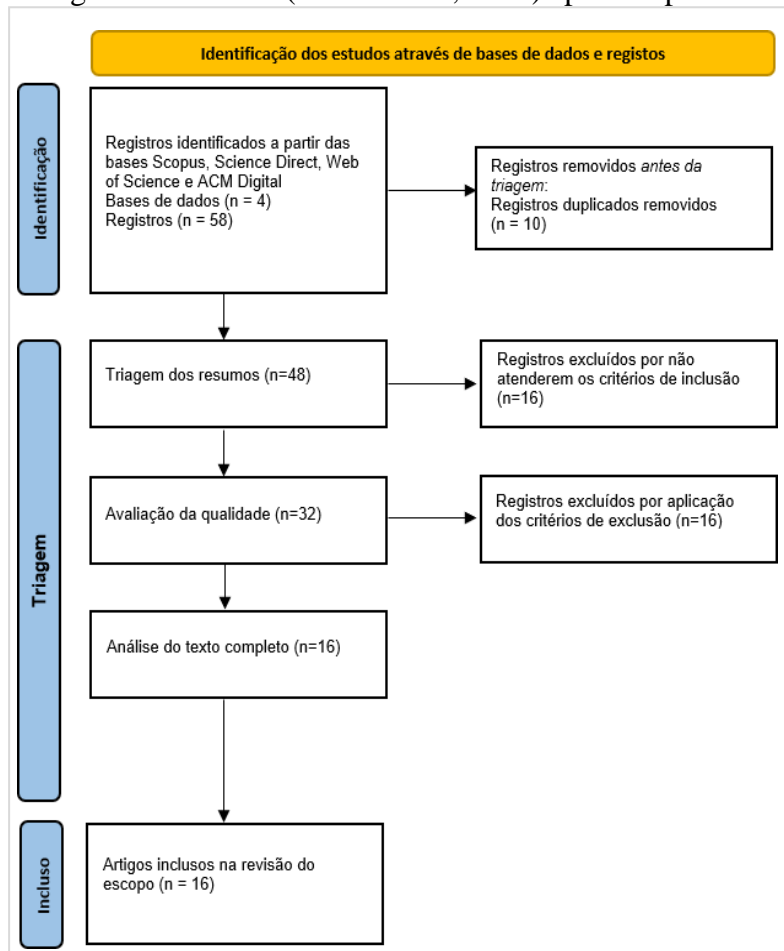 Identificação dos estudos através de bases de dados e registos
Identificação
Registros identificados a partir das
bases Scopus, Science Direct, Web
of Science e ACM Digital
Bases de dados (n = 4)
Registros (n = 58)
Registros removidos antes da
triagem:
Registros duplicados removidos
(n = 10)
Triagem
Triagem dos resumos (n=48)
Registros excluídos por não
atenderem os critérios de inclusão
(n=16)
Avaliação da qualidade (n=32)
Registros excluídos por aplicação
dos critérios de exclusão (n=16)
Análise do texto completo (n=16)
Incluso
Artigos inclusos na revisão do
escopo (n = 16)